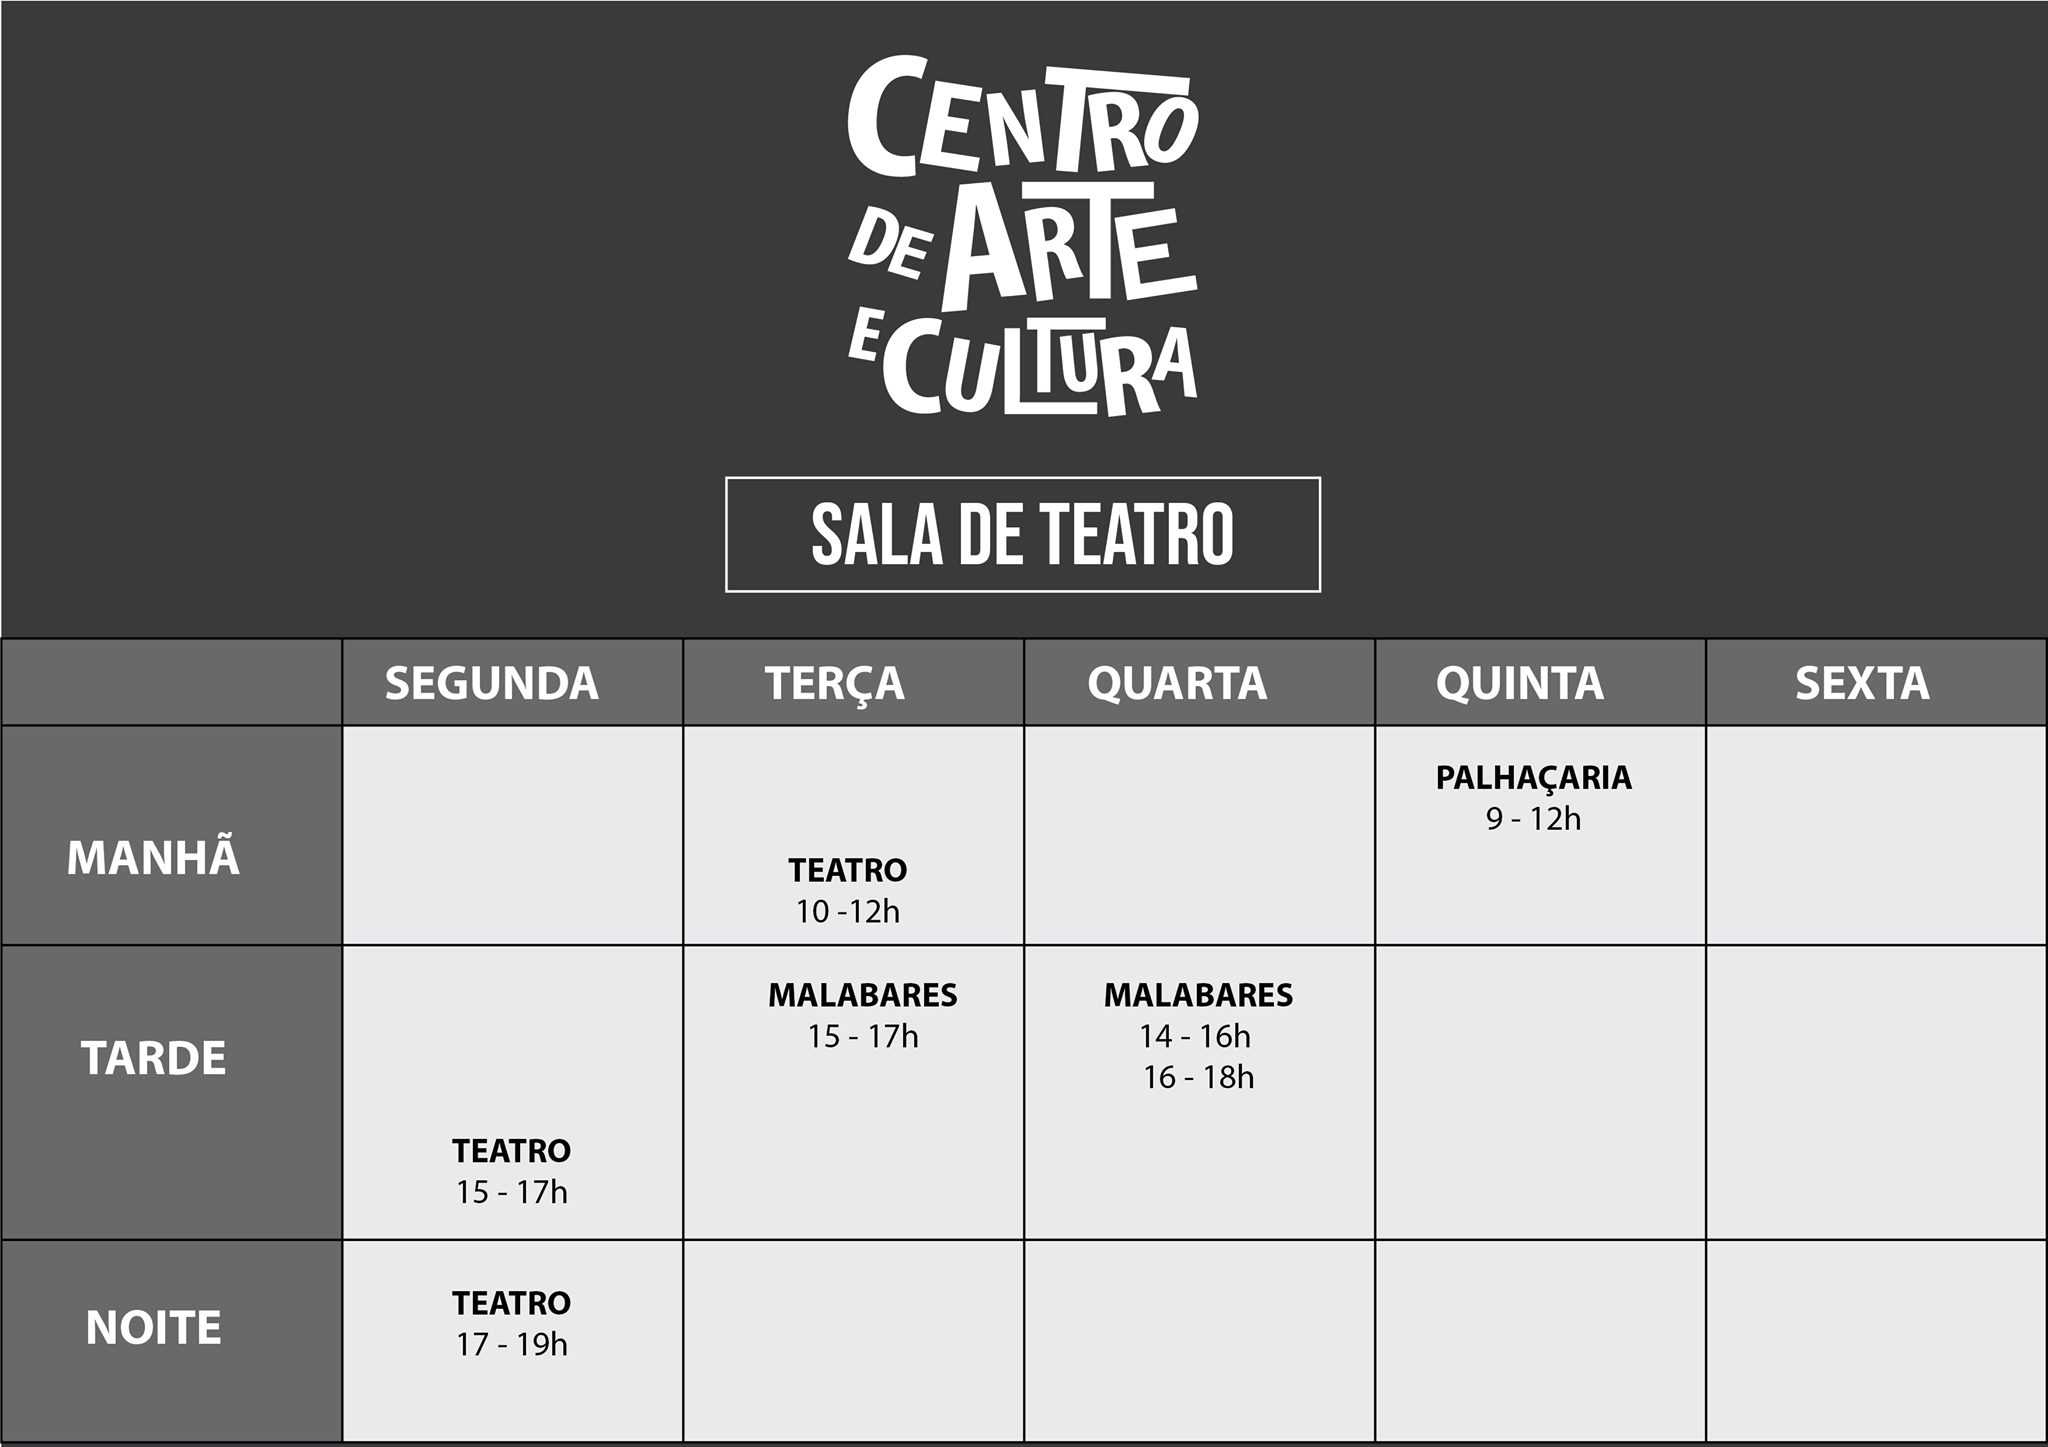 CENTRO
DE ARTE
E CULTURA
SALA DE TEATRO
SEGUNDA TERÇA QUARTA QUINTA SEXTA
MANHÃ
TEATRO
10 -12h
PALHAÇARIA
9 - 12h
TARDE
TEATRO
15 - 17h
MALABARES
15 - 17h
MALABARES
14 - 16h
16 - 18h
NOITE
TEATRO
17 - 19h